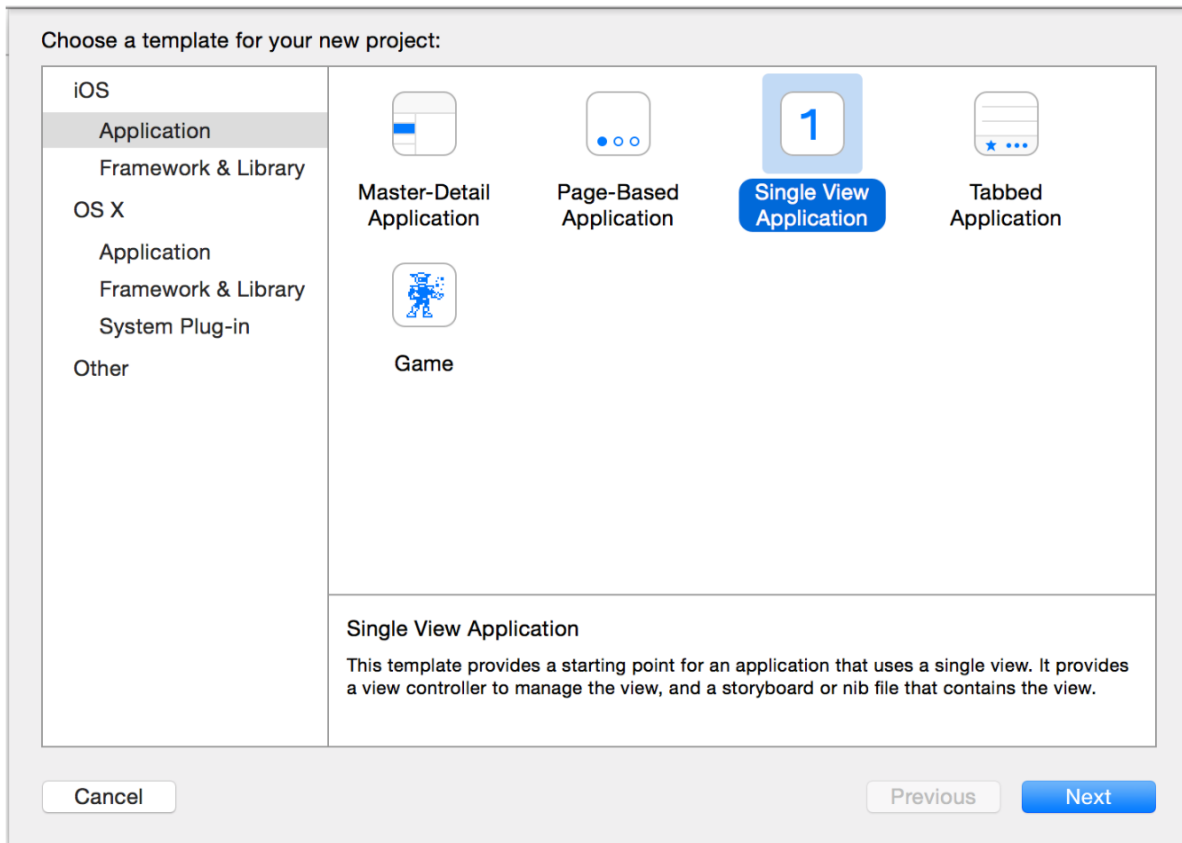 Choose a template for your new project:
iOS
Application
Framework & Library
OS X
Application
Framework & Library
System Plug-in
Other
Master-Detail
Application
Page-Based
Application
1
Single View
Application
Tabbed
Application
Game
Single View Application
This template provides a starting point for an application that uses a single view. It provides
a view controller to manage the view, and a storyboard or nib file that contains the view.
Cancel
Previous
Next